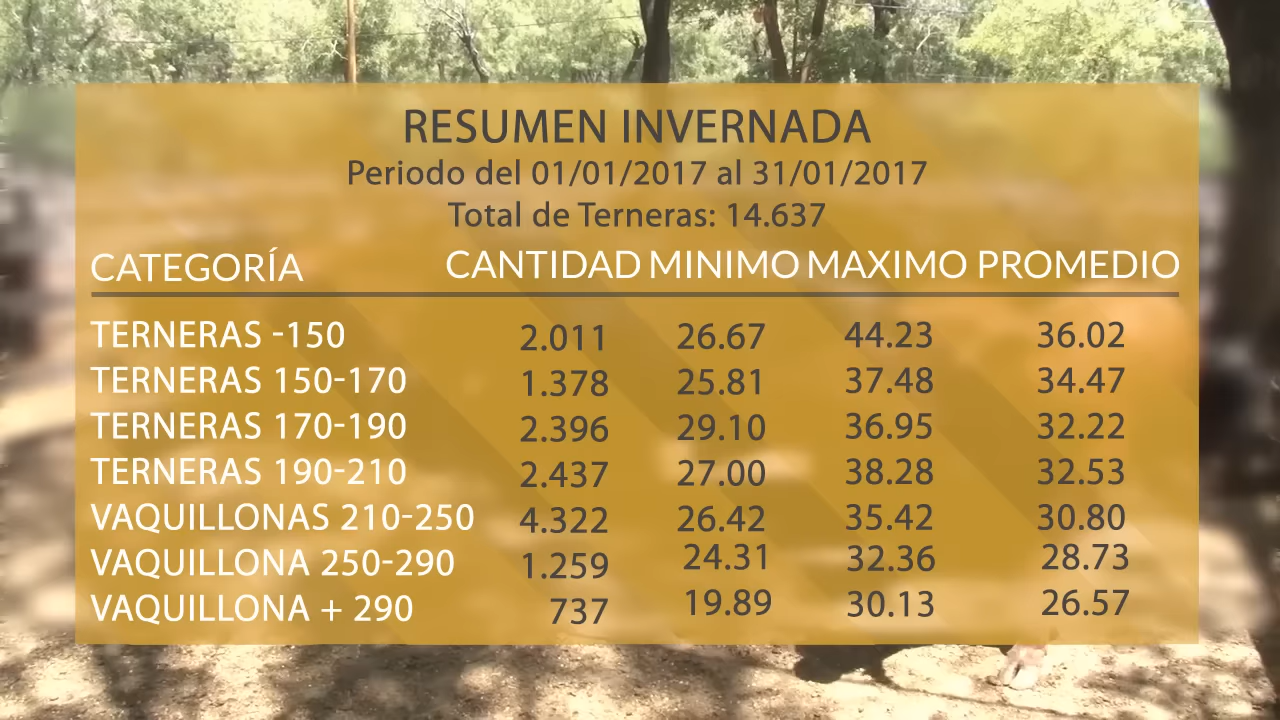 RESUMEN INVERNADA
Periodo del 01/01/2017 al 31/01/2017
Total de Terneras: 14.637
CATEGORÍA CANTIDAD MINIMO MAXIMO PROMEDIO
TERNERAS -150 2.011 26.67 44.23 36.02
TERNERAS 150-170 1.378 25.81 37.48 34.47
TERNERAS 170-190 2.396 29.10 36.95 32.22
TERNERAS 190-210 2.437 27.00 38.28 32.53
VAQUILLONAS 210-250 4.322 26.42 35.42 30.80
VAQUILLONA 250-290 1.259 24.31 32.36 28.73
VAQUILLONA + 290 737 19.89 30.13 26.57